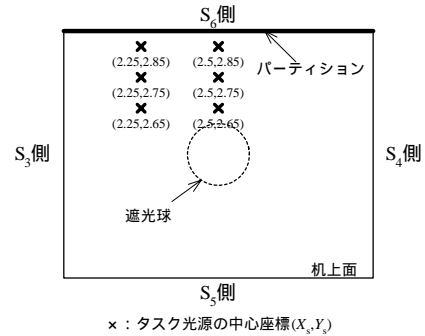 S6側
(2.25,2.85) (2.5,2.85)
パーティション
(2.25,2.75) (2.5,2.75)
(2.25,2.65) (2.5,2.65)
S3側
S4側
遮光球
机上面
S5側
×：タスク光源の中心座標(Xs,Ys)